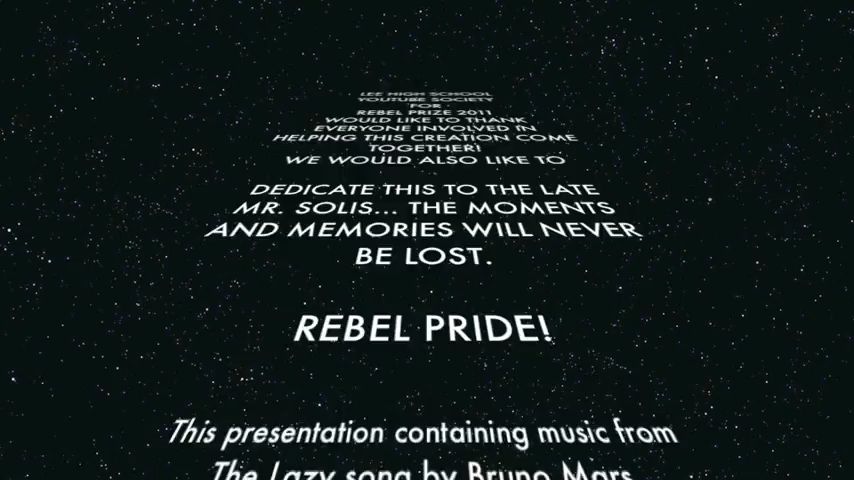 LEE HIGH SCHOOL
YOUTUBE SOCIETY
FOR
REBEL PRIZE 2011
WOULD LIKE TO THANK
EVERYONE INVOLVED IN
HELPING THIS CREATION COME
TOGETHER!
WE WOULD ALSO LIKE TO
DEDICATE THIS TO THE LATE
MR. SOLIS... THE MOMENTS
AND MEMORIES WILL NEVER
BE LOST.
REBEL PRIDE!
This presentation containing music from
The Lazy song by Bruno Mars